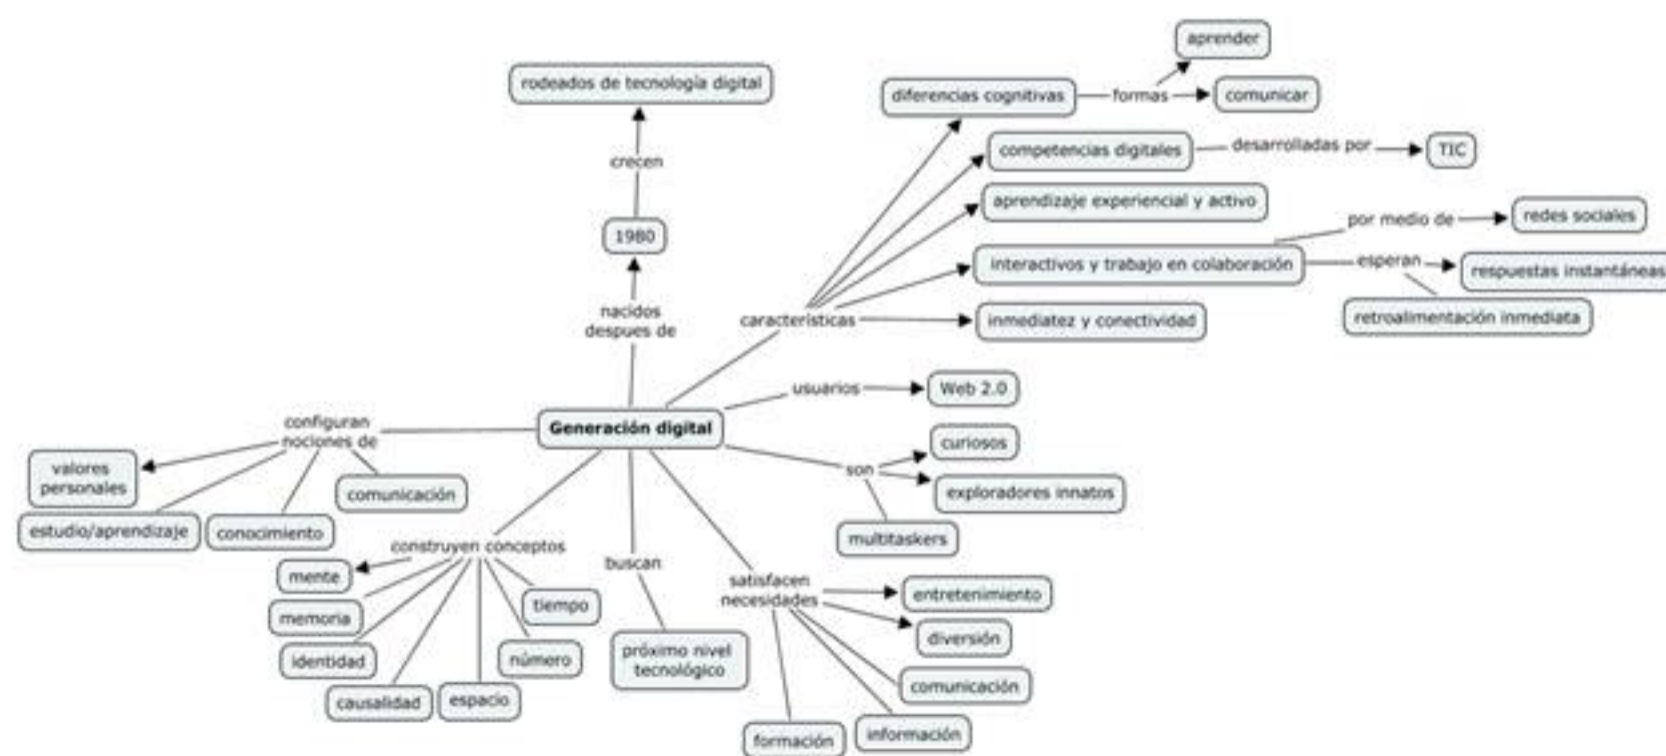 aprender
rodeados de tecnología digital
diferencias cognitivas
formas
comunicar
crecen
competencias digitales
desarrolladas por
TIC
aprendizaje experiencial y activo
por medio de
redes sociales
1980
interactivos y trabajo en colaboración
esperan
respuestas instantáneas
retroalimentación inmediata
nacidos
despues de
características
inmediatez y conectividad
usuarios
Web 2.0
Generación digital
configuran
nociones de
curiosos
son
exploradores innatos
multitaskers
valores
personales
comunicación
estudio/aprendizaje
conocimiento
construyen conceptos
mente
memoria
identidad
causalidad
espacio
número
tiempo
buscan
próximo nivel
tecnológico
satisfacen
necesidades
entretenimiento
diversión
comunicación
información
formación